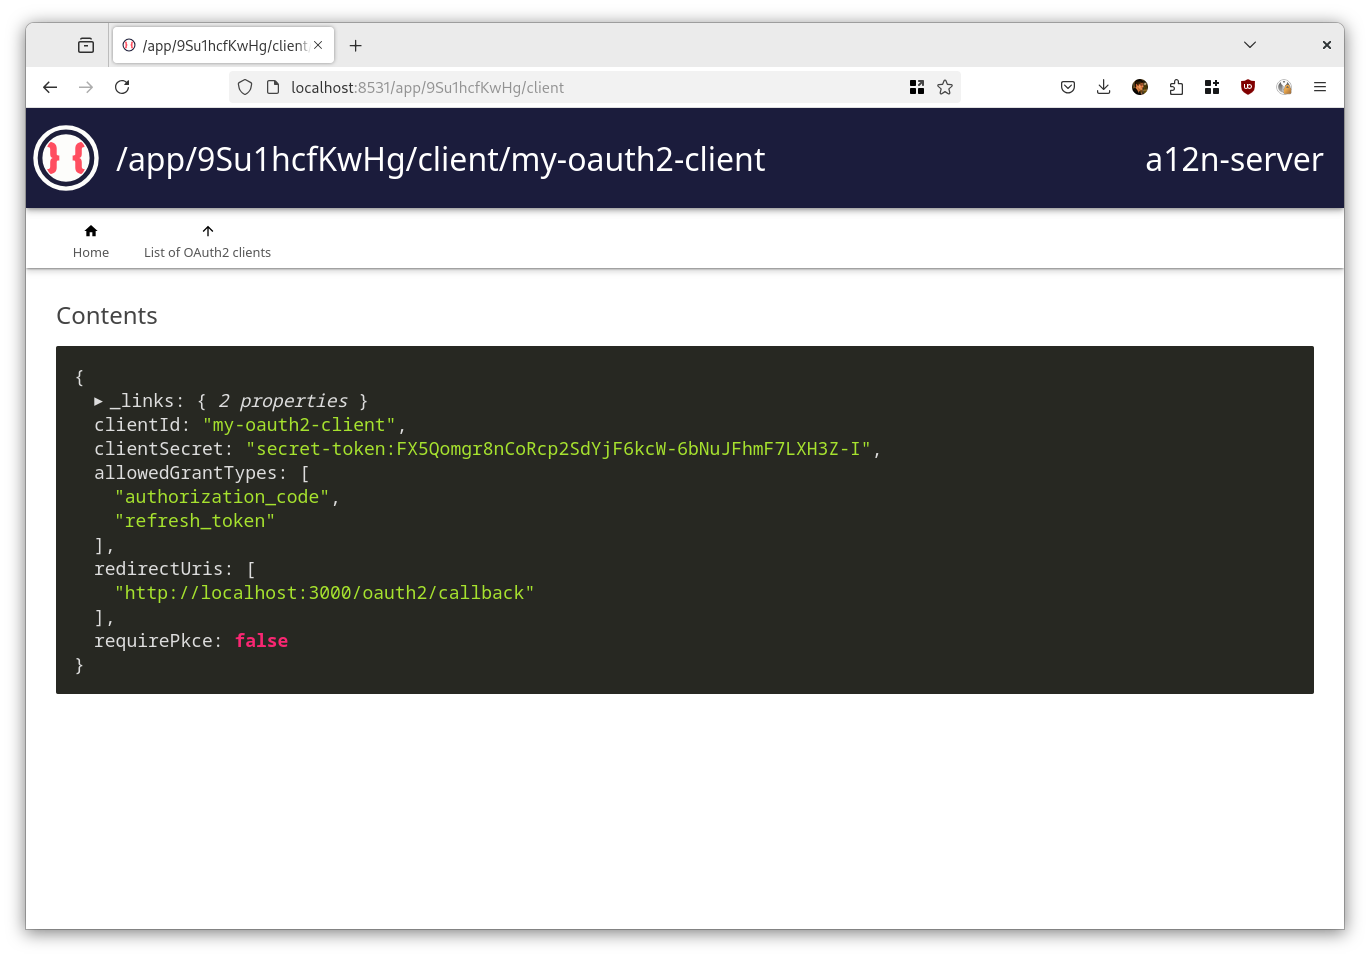 /app/9Su1hcfKwHg/client
localhost:8531/app/9Su1hcfKwHg/client
/app/9Su1hcfKwHg/client/my-oauth2-client
a12n-server
Home
List of OAuth2 clients
Contents
{
▸ _links: { 2 properties }
clientId: "my-oauth2-client",
clientSecret: "secret-token:FX5Qomgr8nCoRcp2SdYjF6kcW-6bNuJFhmF7LXH3Z-I",
allowedGrantTypes: [
"authorization_code",
"refresh_token"
],
redirectUris: [
"http://localhost:3000/oauth2/callback"
],
requirePkce: false
}